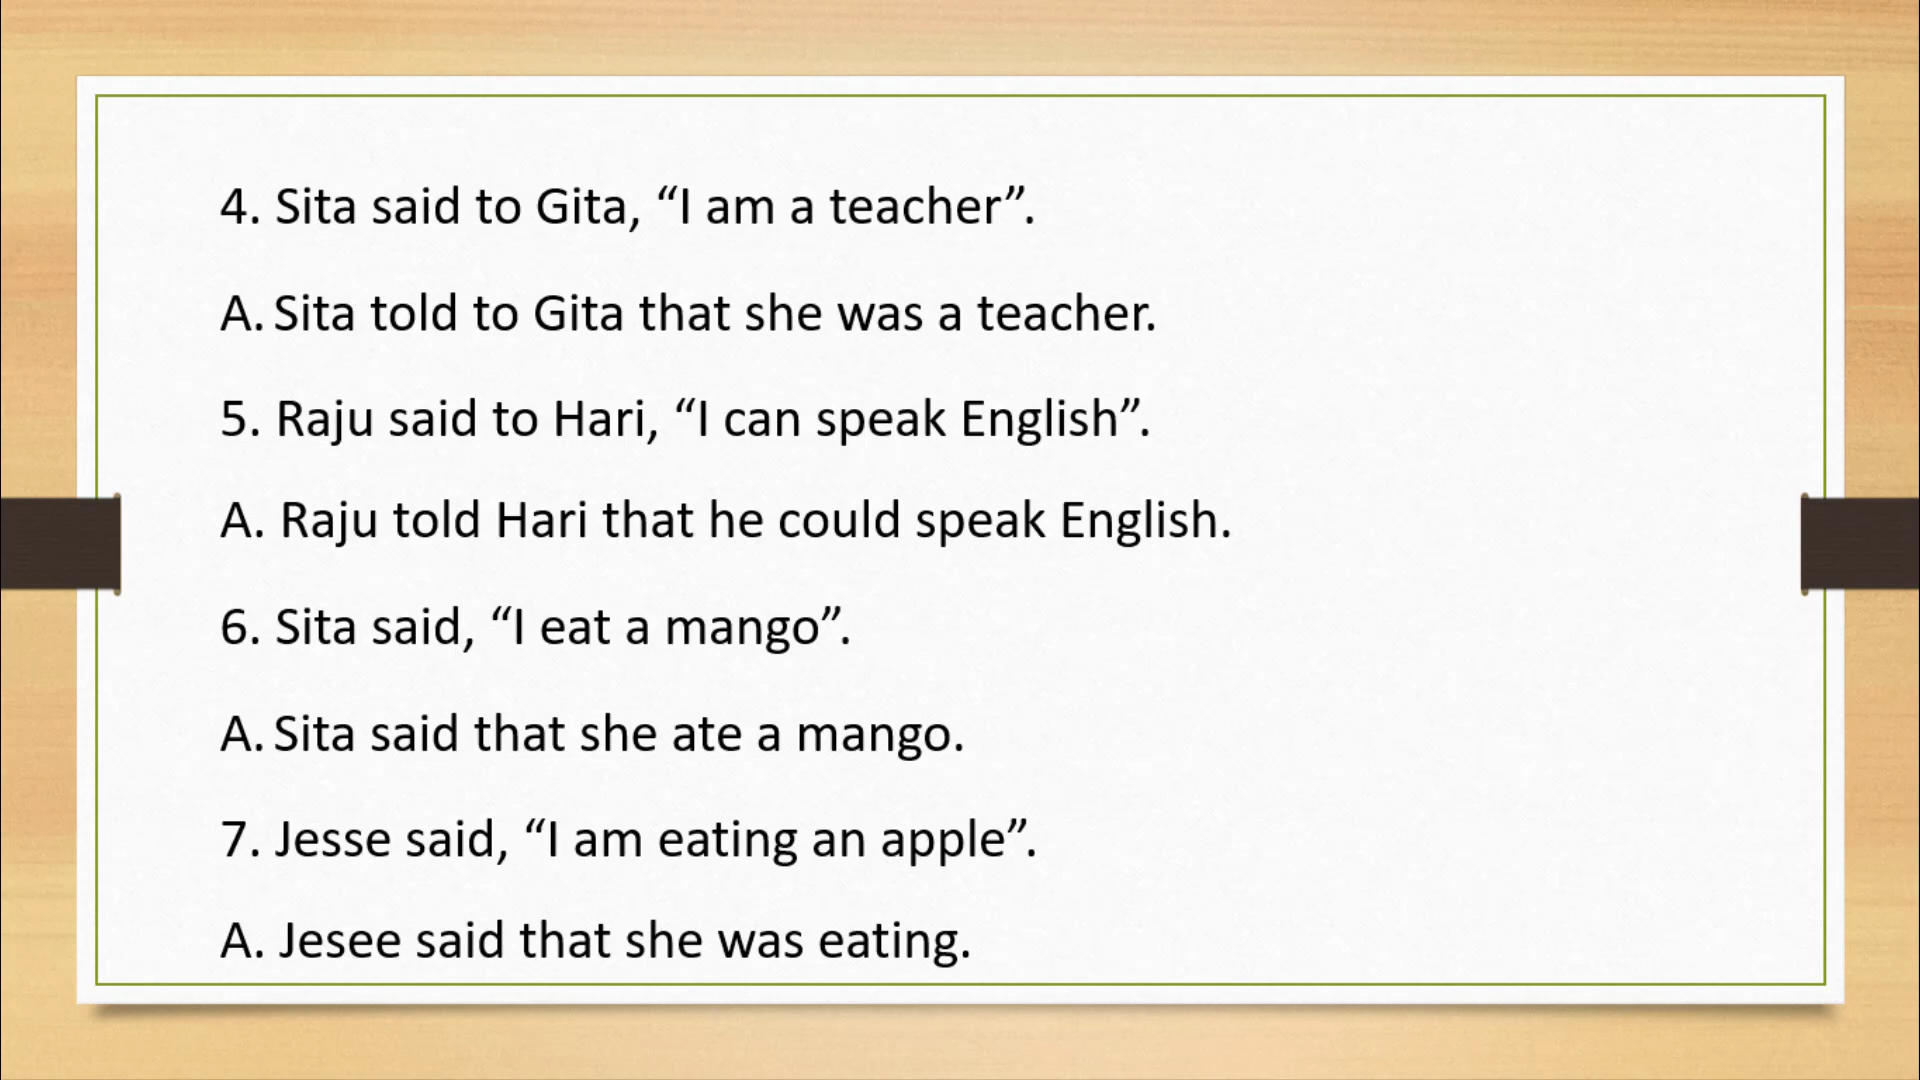 4. Sita said to Gita, “I am a teacher”.
A. Sita told to Gita that she was a teacher.
5. Raju said to Hari, “I can speak English”.
A. Raju told Hari that he could speak English.
6. Sita said, “I eat a mango”.
A. Sita said that she ate a mango.
7. Jesse said, “I am eating an apple”.
A. Jesee said that she was eating.